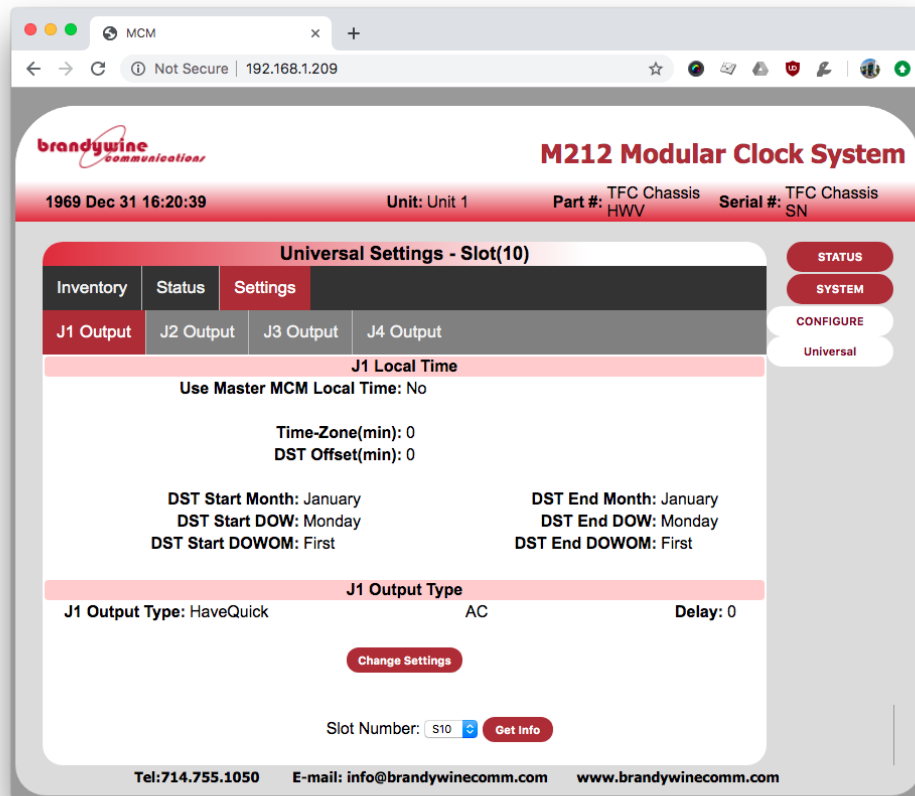 MCM
Not Secure | 192.168.1.209
brandywine
communications
M212 Modular Clock System
1969 Dec 31 16:20:39
Unit: Unit 1
Part #: TFC Chassis HWV
Serial #: TFC Chassis SN
Universal Settings - Slot(10)
Inventory Status Settings
J1 Output J2 Output J3 Output J4 Output
J1 Local Time
Use Master MCM Local Time: No
Time-Zone(min): 0
DST Offset(min): 0
DST Start Month: January DST End Month: January
DST Start DOW: Monday DST End DOW: Monday
DST Start DOWOM: First DST End DOWOM: First
J1 Output Type
J1 Output Type: HaveQuick AC Delay: 0
Change Settings
Slot Number: S10 Get Info
STATUS
SYSTEM
CONFIGURE
Universal
Tel:714.755.1050 E-mail: info@brandywinecomm.com www.brandywinecomm.com